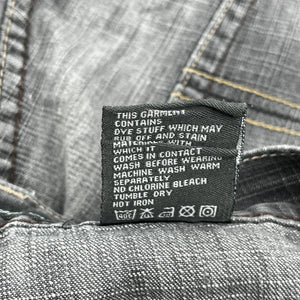 THIS GARMENT
CONTAINS
DYE STUFF WHICH MAY
RUB OFF AND STAIN
MATERIALS WITH
WHICH IT
COMES IN CONTACT
WASH BEFORE WEARING
MACHINE WASH WARM
SEPARATELY
NO CHLORINE BLEACH
TUMBLE DRY
HOT IRON